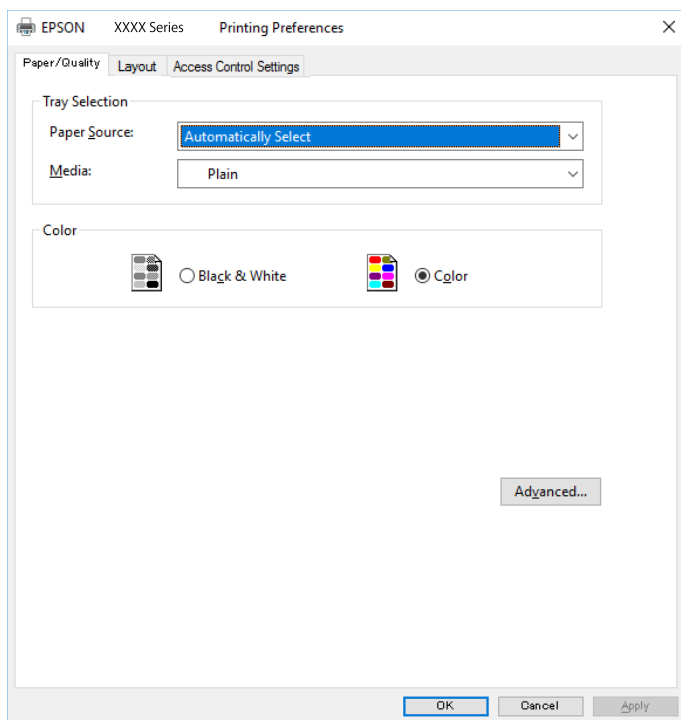 EPSON XXXX Series Printing Preferences
Paper/Quality Layout Access Control Settings
Tray Selection
Paper Source: Automatically Select
Media: Plain
Color
Black & White Color
Advanced...
OK Cancel Apply